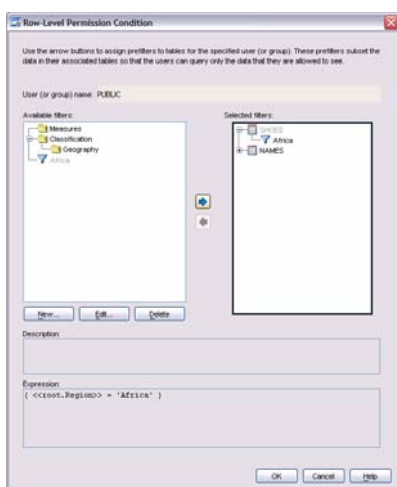 Row-Level Permission Condition
Use the arrow buttons to assign prefilters to tables for the specified user (or group). These prefilters subset the
data in their associated tables so that the users can query only the data that they are allowed to see.
User (or group) name: PUBLIC
Available filters:
Measures
Classification
Geography
Africa
Selected filters:
SHOES
Africa
NAMES
New...
Edit...
Delete
Description:
Expression:
( <<root.Region>> = 'Africa' )
OK
Cancel
Help